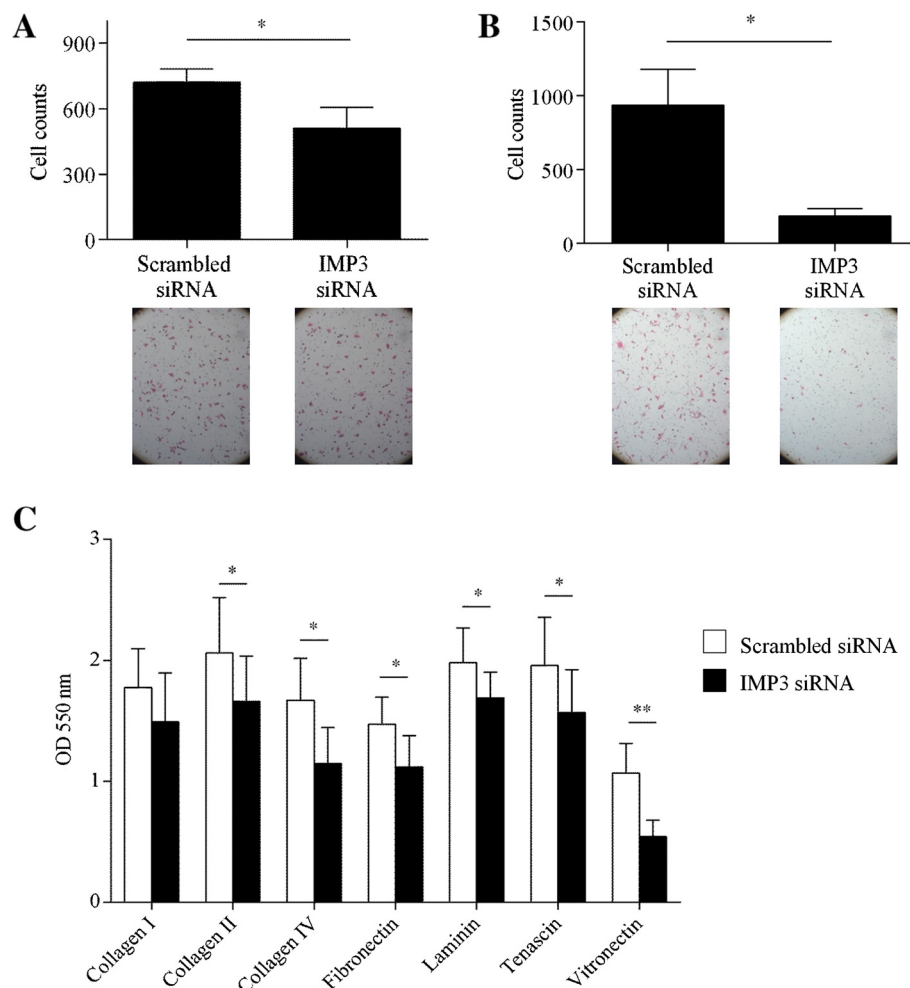 A
*
900
600
300
0
Cell counts
Scrambled
siRNA
IMP3
siRNA
B
*
1500
1000
500
0
Cell counts
Scrambled
siRNA
IMP3
siRNA
C
3
2
1
0
OD 550 nm
*
*
*
*
*
**
Scrambled siRNA
IMP3 siRNA
Collagen I
Collagen II
Collagen IV
Fibronectin
Laminin
Tenascin
Vitronectin